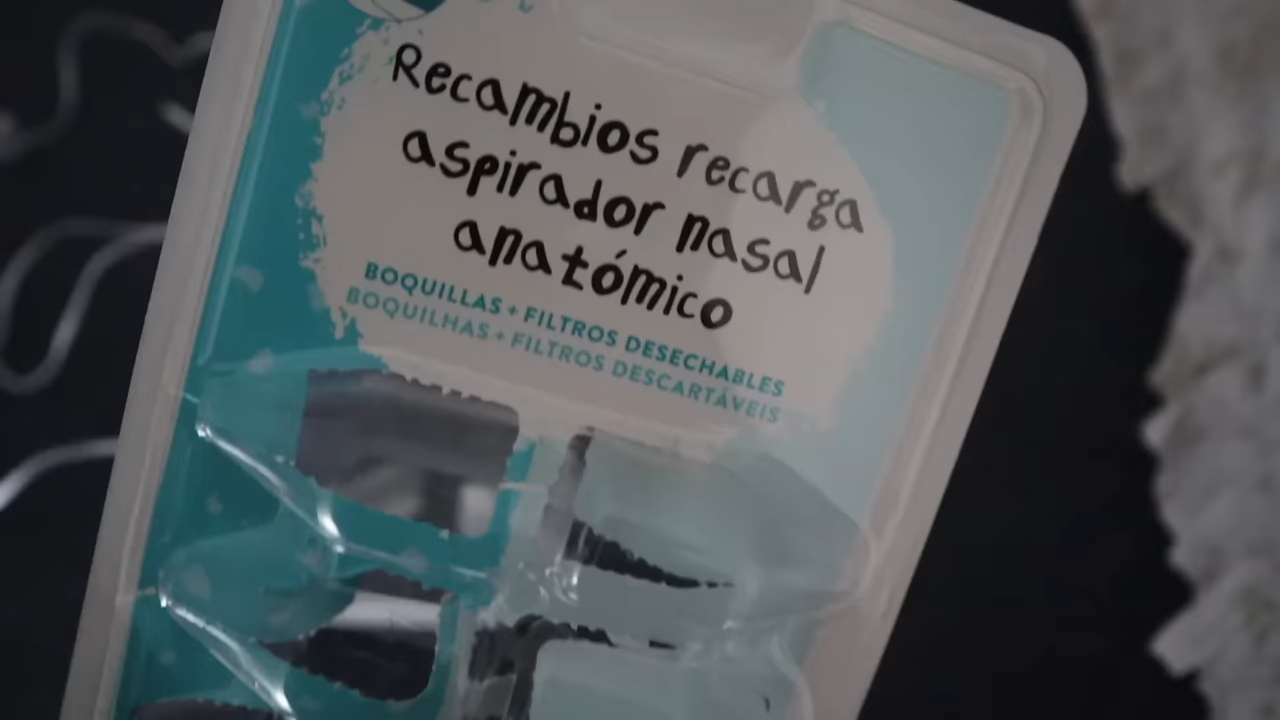 Recambios recarga
aspirador nasal
anatómico
BOQUILLAS + FILTROS DESECHABLES
BOQUILHAS + FILTROS DESCARTÁVEIS